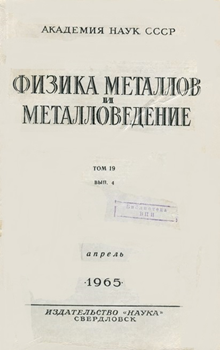 АКАДЕМИЯ НАУК СССР
ФИЗИКА МЕТАЛЛОВ
И
МЕТАЛЛОВЕДЕНИЕ
ТОМ 19
ВЫП. 4
апрель
·1965·
ИЗДАТЕЛЬСТВО «НАУКА»
СВЕРДЛОВСК